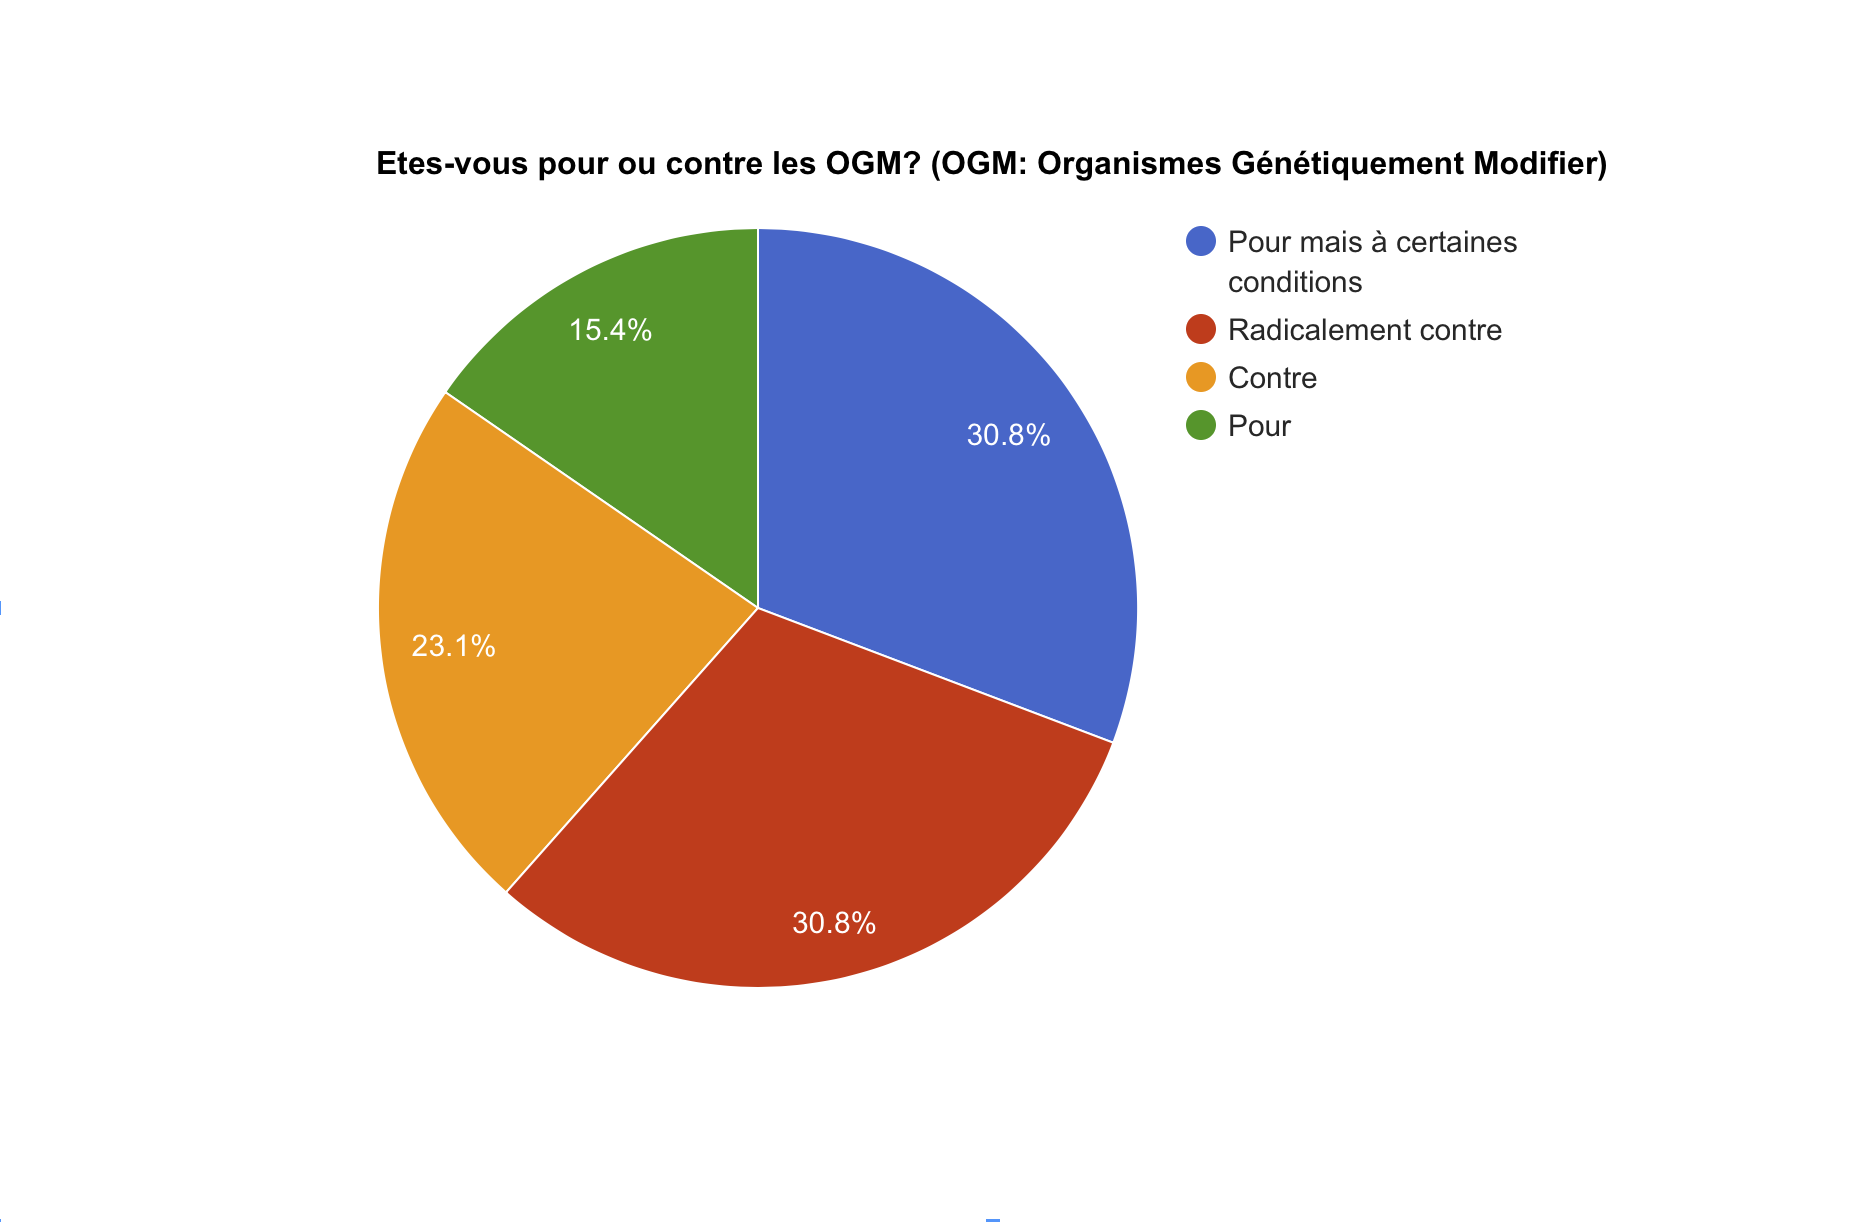 Etes-vous pour ou contre les OGM? (OGM: Organismes Génétiquement Modifier)
Pour mais à certaines
conditions
Radicalement contre
Contre
Pour
15.4%
30.8%
23.1%
30.8%